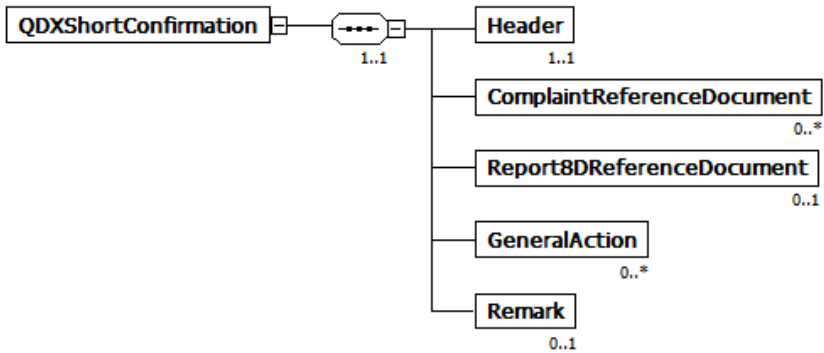 QDXShortConfirmation
1..1
Header
1..1
ComplaintReferenceDocument
0..*
Report8DReferenceDocument
0..1
GeneralAction
0..*
Remark
0..1